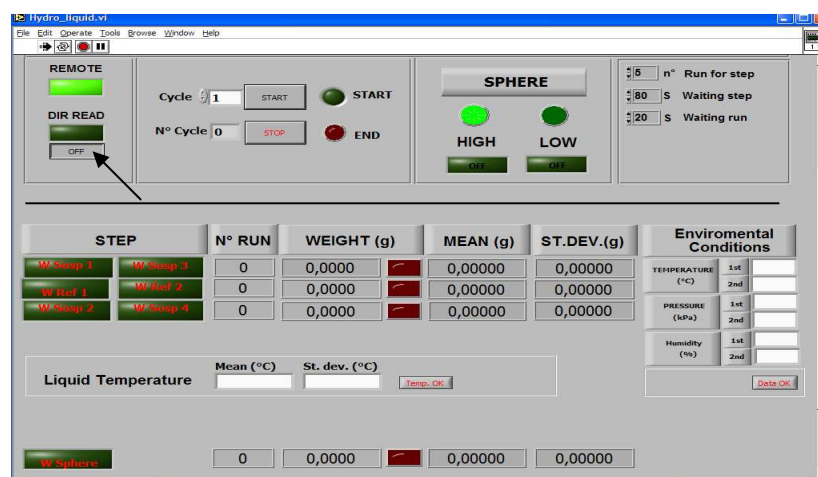 Hydro_liquid.vi
File Edit Operate Tools Browse Window Help
REMOTE
DIR READ
OFF
Cycle 1 START START
N° Cycle 0 STOP END
SPHERE
HIGH LOW
OFF OFF
5 n° Run for step
80 S Waiting step
20 S Waiting run
STEP N° RUN WEIGHT (g) MEAN (g) ST.DEV.(g)
W Sosp 1 W Sosp 3 0 0,0000 0,00000 0,00000
W Ref 1 W Ref 2 0 0,0000 0,00000 0,00000
W Sosp 2 W Sosp 4 0 0,0000 0,00000 0,00000
Enviromental
Conditions
TEMPERATURE 1st
(°C) 2nd
PRESSURE 1st
(kPa) 2nd
Humidity 1st
(%) 2nd
Data OK
Mean (°C) St. dev. (°C)
Liquid Temperature Temp. OK
W Sphere 0 0,0000 0,00000 0,00000
1